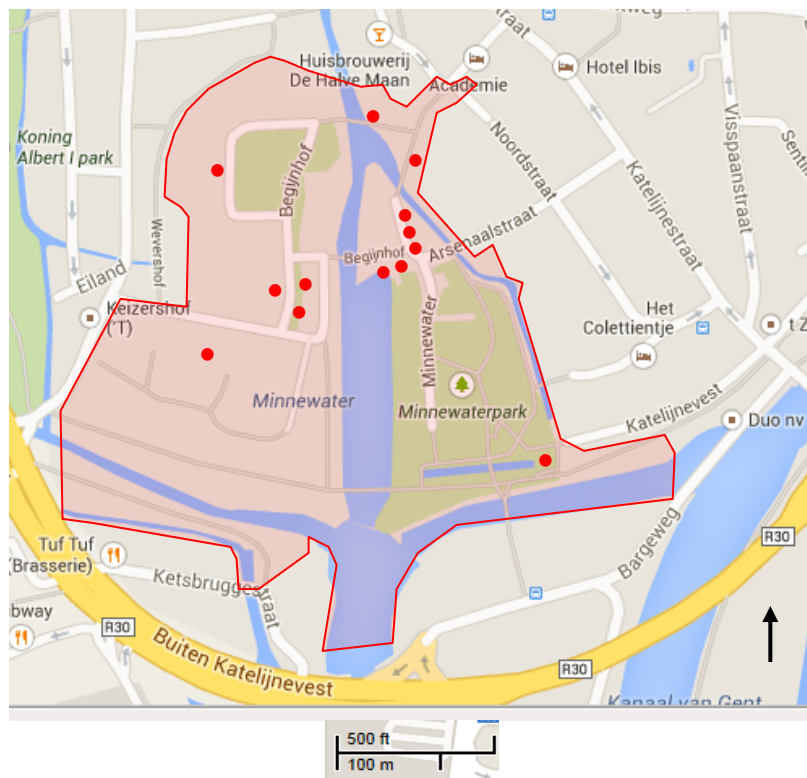 Huisbrouwerij
De Halve Maan
Academie
Hotel Ibis
Koning
Albert I park
Noordstraat
Visspaanstraat
Katelijnestraat
Begijnhof
Wevershof
Arsenaalstraat
Begijnhof
Eiland
Keizershof
('T)
Het
Colettientje
t Z
Minnewater
Minnewater
Minnewaterpark
Katelijnevest
Duo nv
Tuf Tuf
(Brasserie)
Bargeweg
R30
Ketsbruggestraat
ubway
R30
Buiten Katelijnevest
R30
Kanaal van Gent
500 ft
100 m